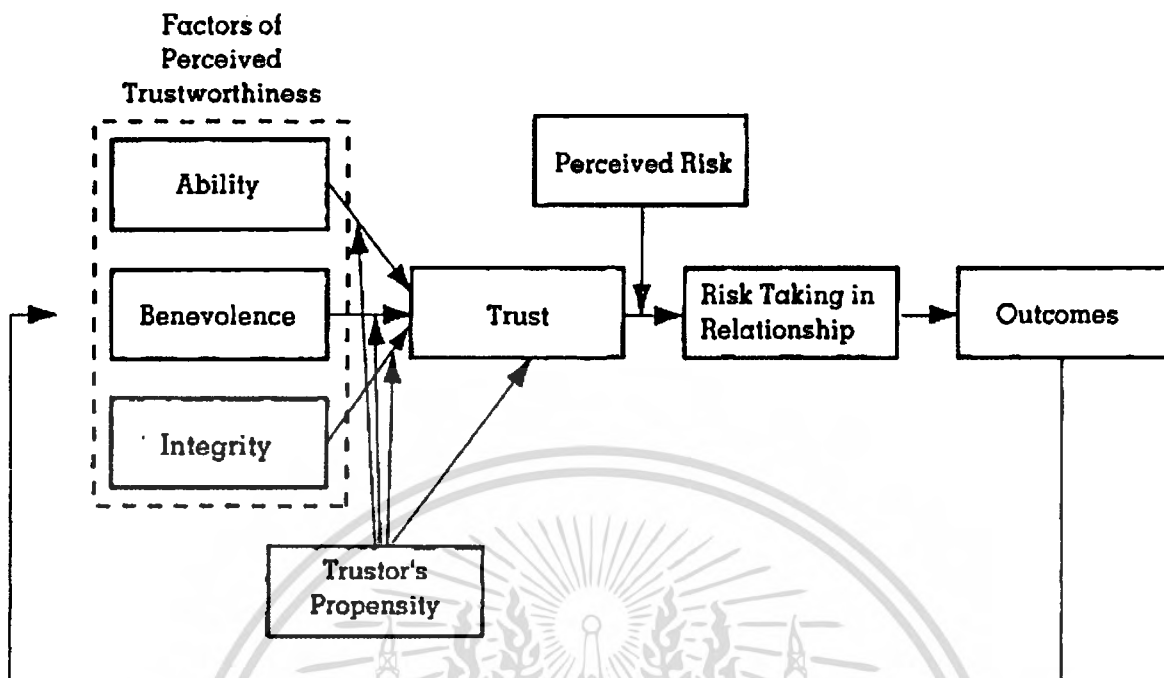 Factors of
Perceived
Trustworthiness
Ability
Benevolence
Integrity
Trustor's
Propensity
Trust
Perceived Risk
Risk Taking in
Relationship
Outcomes